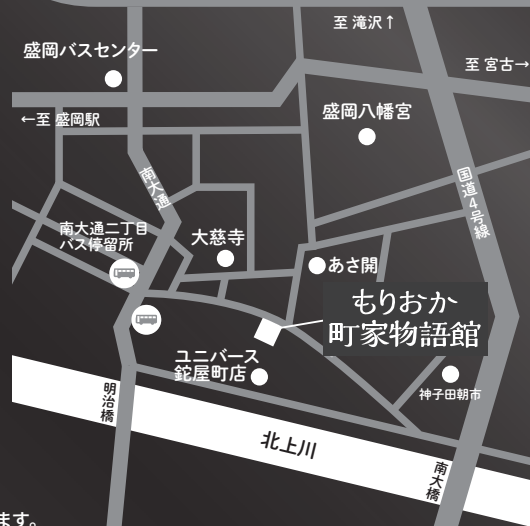 至 滝沢↑
盛岡バスセンター
至 宮古→
盛岡八幡宮
←至 盛岡駅
南大通
国道4号線
南大通二丁目
バス停留所
大慈寺
あさ開
もりおか
町家物語館
ユニバース
鉈屋町店
神子田朝市
明治橋
北上川
南大橋
ます。